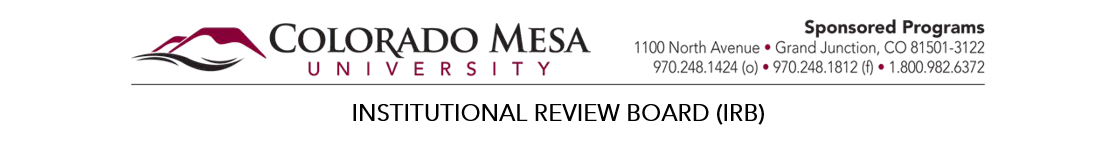 COLORADO MESA
UNIVERSITY
Sponsored Programs
1100 North Avenue • Grand Junction, CO 81501-3122
970.248.1424 (o) • 970.248.1812 (f) • 1.800.982.6372
INSTITUTIONAL REVIEW BOARD (IRB)